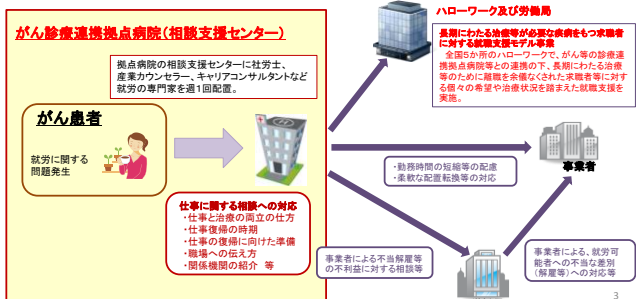 がん診療連携拠点病院（相談支援センター）
拠点病院の相談支援センターに社労士、
産業カウンセラー、キャリアコンサルタントなど
就労の専門家を週1回配置。
がん患者
就労に関する
問題発生
仕事に関する相談への対応
・仕事と治療の両立の仕方
・仕事復帰の時期
・仕事の復帰に向けた準備
・職場への伝え方
・関係機関の紹介　等
ハローワーク及び労働局
長期にわたる治療等が必要な疾病をもつ求職者
に対する就職支援モデル事業
全国5か所のハローワークで、がん等の診療連
携拠点病院等との連携の下、長期にわたる治療
等のために離職を余儀なくされた求職者等に対す
る個々の希望や治療状況を踏まえた就職支援を
実施。
事業者
・勤務時間の短縮等の配慮
・柔軟な配置転換等の対応
事業者による不当解雇等
の不利益に対する相談等
事業者による、就労可
能者への不当な差別
（解雇等）への対応等
3